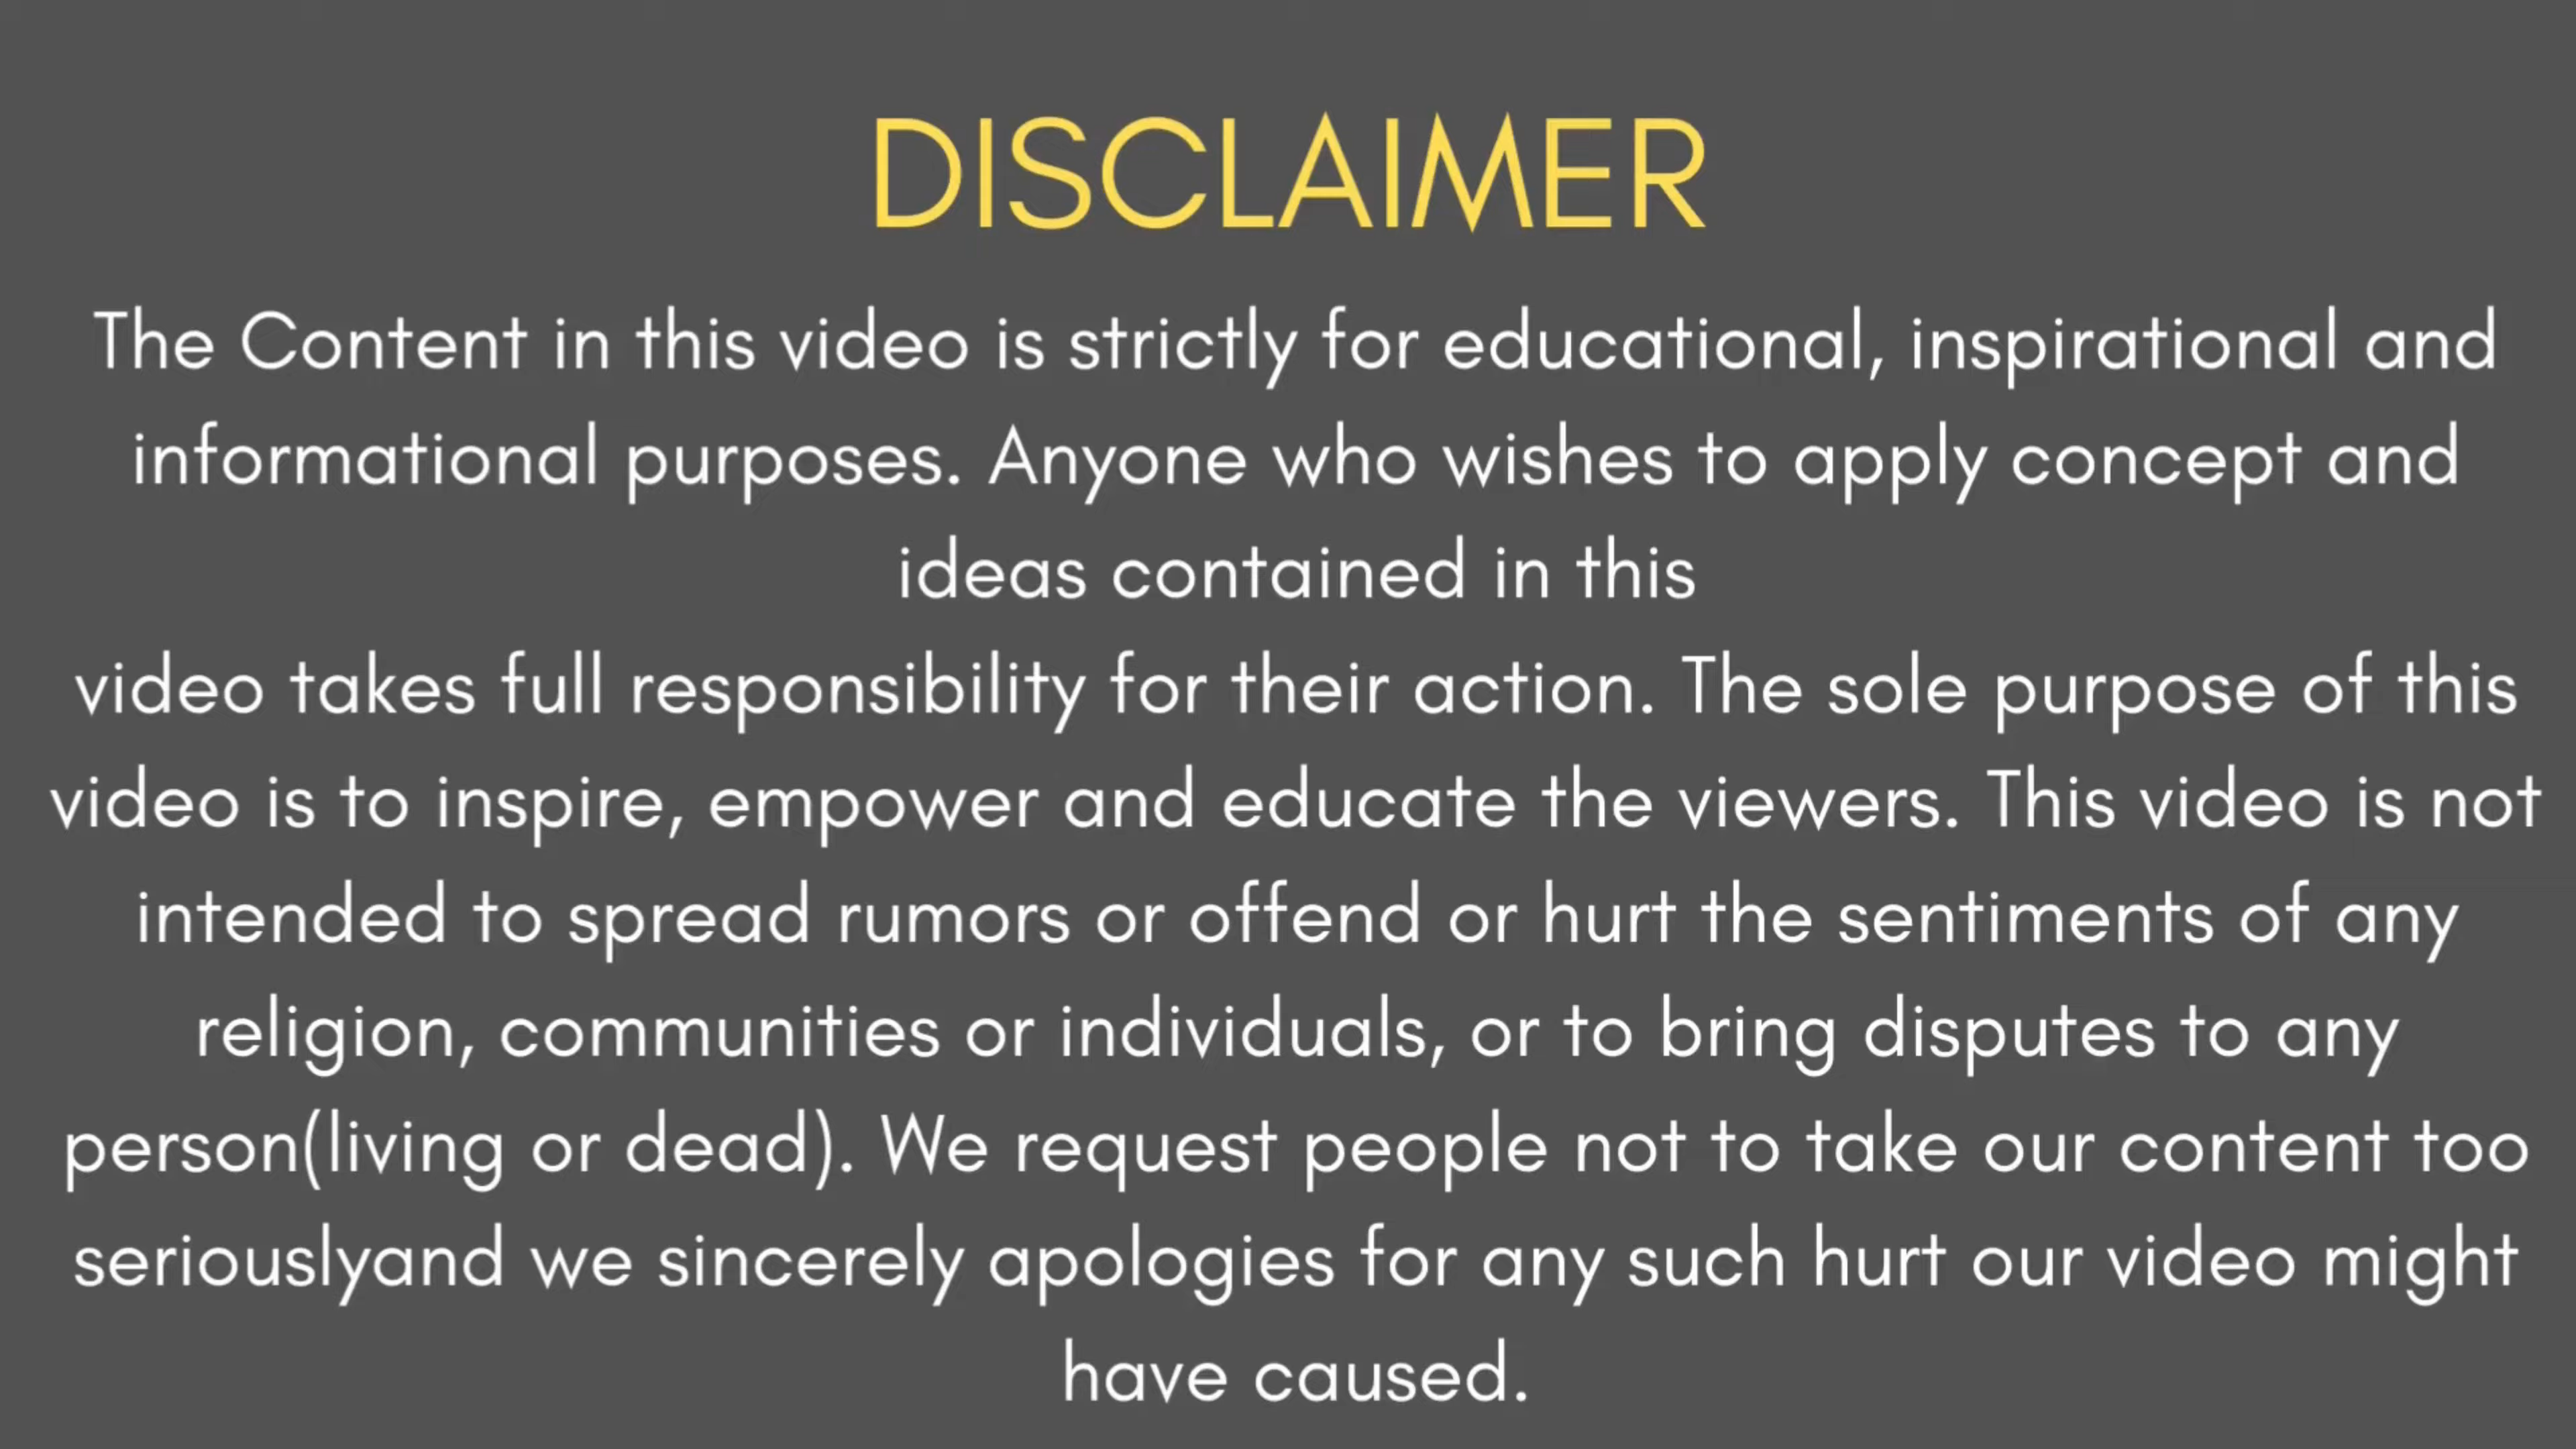 DISCLAIMER
The Content in this video is strictly for educational, inspirational and
informational purposes. Anyone who wishes to apply concept and
ideas contained in this
video takes full responsibility for their action. The sole purpose of this
video is to inspire, empower and educate the viewers. This video is not
intended to spread rumors or offend or hurt the sentiments of any
religion, communities or individuals, or to bring disputes to any
person(living or dead). We request people not to take our content too
seriouslyand we sincerely apologies for any such hurt our video might
have caused.